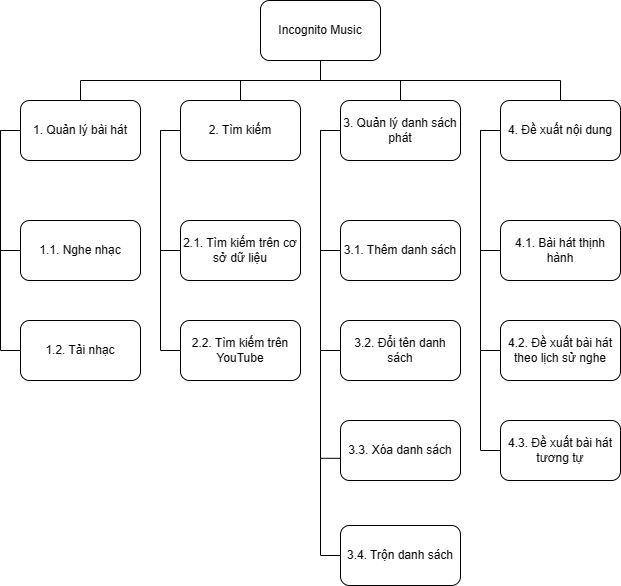 Incognito Music
1. Quản lý bài hát
2. Tìm kiếm
3. Quản lý danh sách
phát
4. Đề xuất nội dung
1.1. Nghe nhạc
2.1. Tìm kiếm trên cơ
sở dữ liệu
3.1. Thêm danh sách
4.1. Bài hát thịnh
hành
1.2. Tải nhạc
2.2. Tìm kiếm trên
YouTube
3.2. Đổi tên danh
sách
4.2. Đề xuất bài hát
theo lịch sử nghe
3.3. Xóa danh sách
4.3. Đề xuất bài hát
tương tự
3.4. Trộn danh sách